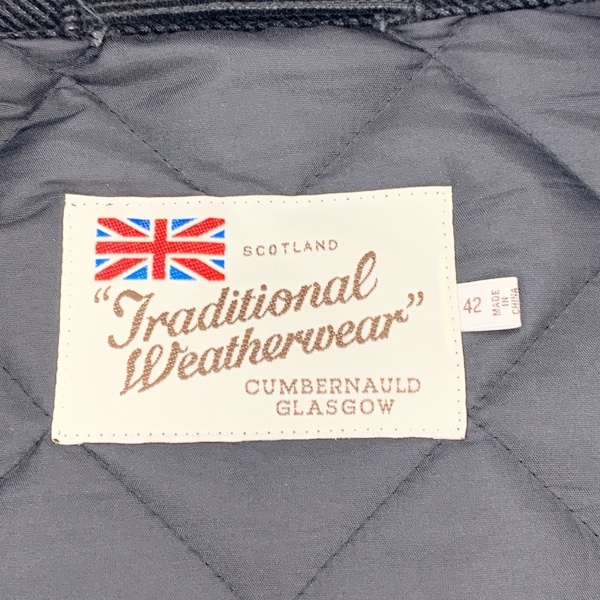 SCOTLAND
"Traditional
Weatherwear"
CUMBERNAULD
GLASGOW
42
MADE
IN
CHINA